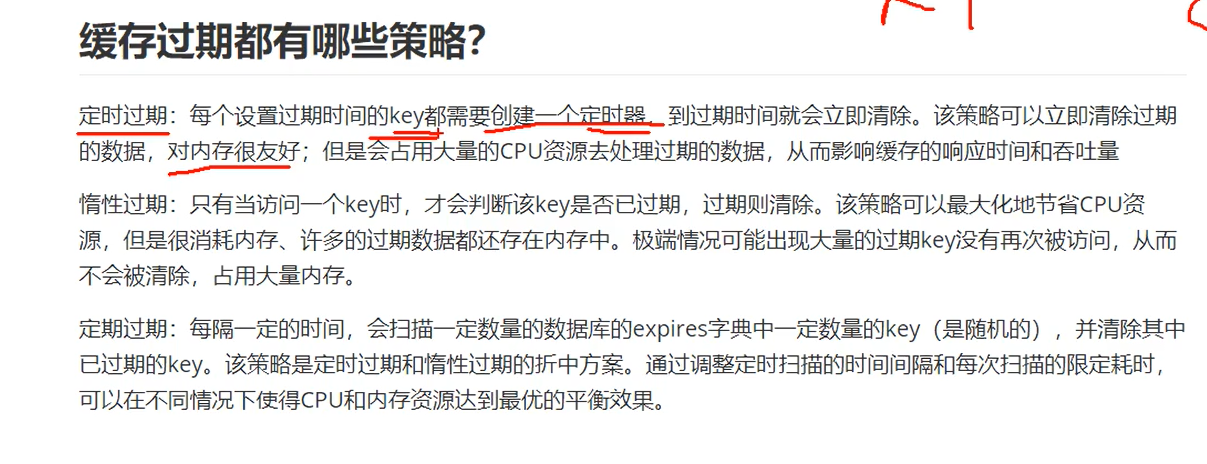 缓存过期都有哪些策略？
定时过期：每个设置过期时间的key都需要创建一个定时器，到过期时间就会立即清除。该策略可以立即清除过期
的数据，对内存很友好；但是会占用大量的CPU资源去处理过期的数据，从而影响缓存的响应时间和吞吐量
惰性过期：只有当访问一个key时，才会判断该key是否已过期，过期则清除。该策略可以最大化地节省CPU资
源，但是很消耗内存、许多的过期数据都还存在内存中。极端情况可能出现大量的过期key没有再次被访问，从而
不会被清除，占用大量内存。
定期过期：每隔一定的时间，会扫描一定数量的数据库的expires字典中一定数量的key（是随机的），并清除其中
已过期的key。该策略是定时过期和惰性过期的折中方案。通过调整定时扫描的时间间隔和每次扫描的限定耗时，
可以在不同情况下使得CPU和内存资源达到最优的平衡效果。